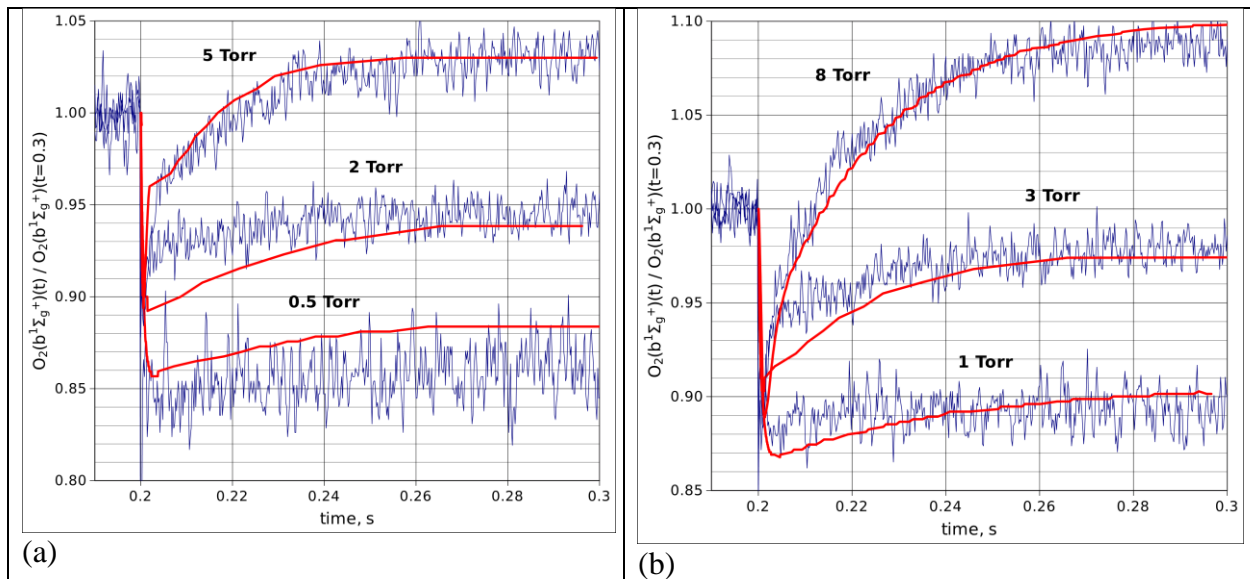 O₂(b¹Σg⁺)(t) / O₂(b¹Σg⁺)(t=0.3)
1.05
1.00
0.95
0.90
0.85
0.80
5 Torr
2 Torr
0.5 Torr
0.2 0.22 0.24 0.26 0.28 0.3
time, s
(a)
O₂(b¹Σg⁺)(t) / O₂(b¹Σg⁺)(t=0.3)
1.10
1.05
1.00
0.95
0.90
0.85
8 Torr
3 Torr
1 Torr
0.2 0.22 0.24 0.26 0.28 0.3
time, s
(b)